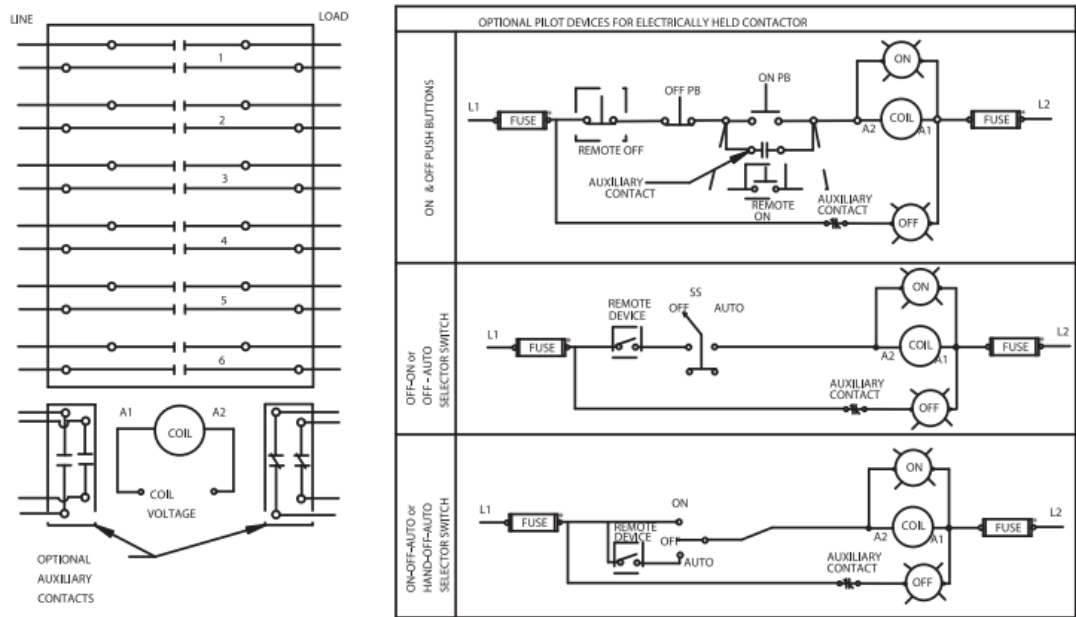 LINE
LOAD
1
2
3
4
5
6
A1
A2
COIL
COIL
VOLTAGE
OPTIONAL
AUXILIARY
CONTACTS
OPTIONAL PILOT DEVICES FOR ELECTRICALLY HELD CONTACTOR
ON & OFF PUSH BUTTONS
L1
FUSE
REMOTE OFF
OFF PB
ON PB
AUXILIARY
CONTACT
REMOTE
ON
AUXILIARY
CONTACT
ON
A2
COIL
A1
FUSE
L2
OFF
OFF-ON or
OFF - AUTO
SELECTOR SWITCH
L1
FUSE
REMOTE
DEVICE
SS
OFF
AUTO
AUXILIARY
CONTACT
ON
A2
COIL
A1
FUSE
L2
OFF
ON-OFF-AUTO or
HAND-OFF-AUTO
SELECTOR SWITCH
L1
FUSE
REMOTE
DEVICE
ON
OFF
AUTO
AUXILIARY
CONTACT
ON
A2
COIL
A1
FUSE
L2
OFF